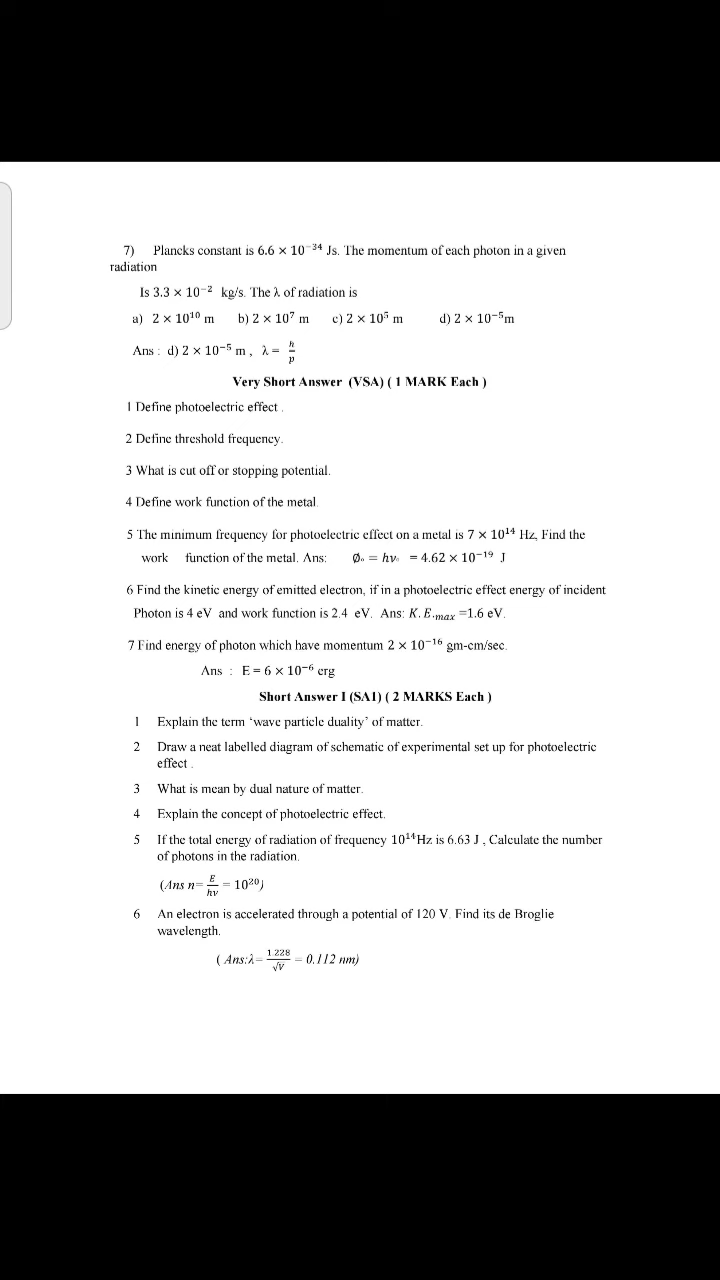 7) Plancks constant is 6.6 × 10⁻³⁴ Js. The momentum of each photon in a given
radiation
Is 3.3 × 10⁻² kg/s. The λ of radiation is
a) 2 × 10¹⁰ m b) 2 × 10⁷ m c) 2 × 10⁵ m d) 2 × 10⁻⁵m
Ans : d) 2 × 10⁻⁵ m , λ = h/p
Very Short Answer (VSA) ( 1 MARK Each )
1 Define photoelectric effect .
2 Define threshold frequency.
3 What is cut off or stopping potential.
4 Define work function of the metal.
5 The minimum frequency for photoelectric effect on a metal is 7 × 10¹⁴ Hz, Find the
work function of the metal. Ans: Ø₀ = hν₀ = 4.62 × 10⁻¹⁹ J
6 Find the kinetic energy of emitted electron, if in a photoelectric effect energy of incident
Photon is 4 eV and work function is 2.4 eV. Ans: K.E.max =1.6 eV.
7 Find energy of photon which have momentum 2 × 10⁻¹⁶ gm-cm/sec.
Ans : E = 6 × 10⁻⁶ erg
Short Answer I (SA1) ( 2 MARKS Each )
1 Explain the term ‘wave particle duality’ of matter.
2 Draw a neat labelled diagram of schematic of experimental set up for photoelectric
effect .
3 What is mean by dual nature of matter.
4 Explain the concept of photoelectric effect.
5 If the total energy of radiation of frequency 10¹⁴Hz is 6.63 J , Calculate the number
of photons in the radiation.
(Ans n= E/hν = 10²⁰)
6 An electron is accelerated through a potential of 120 V. Find its de Broglie
wavelength.
( Ans:λ= 1.228/√V = 0.112 nm)